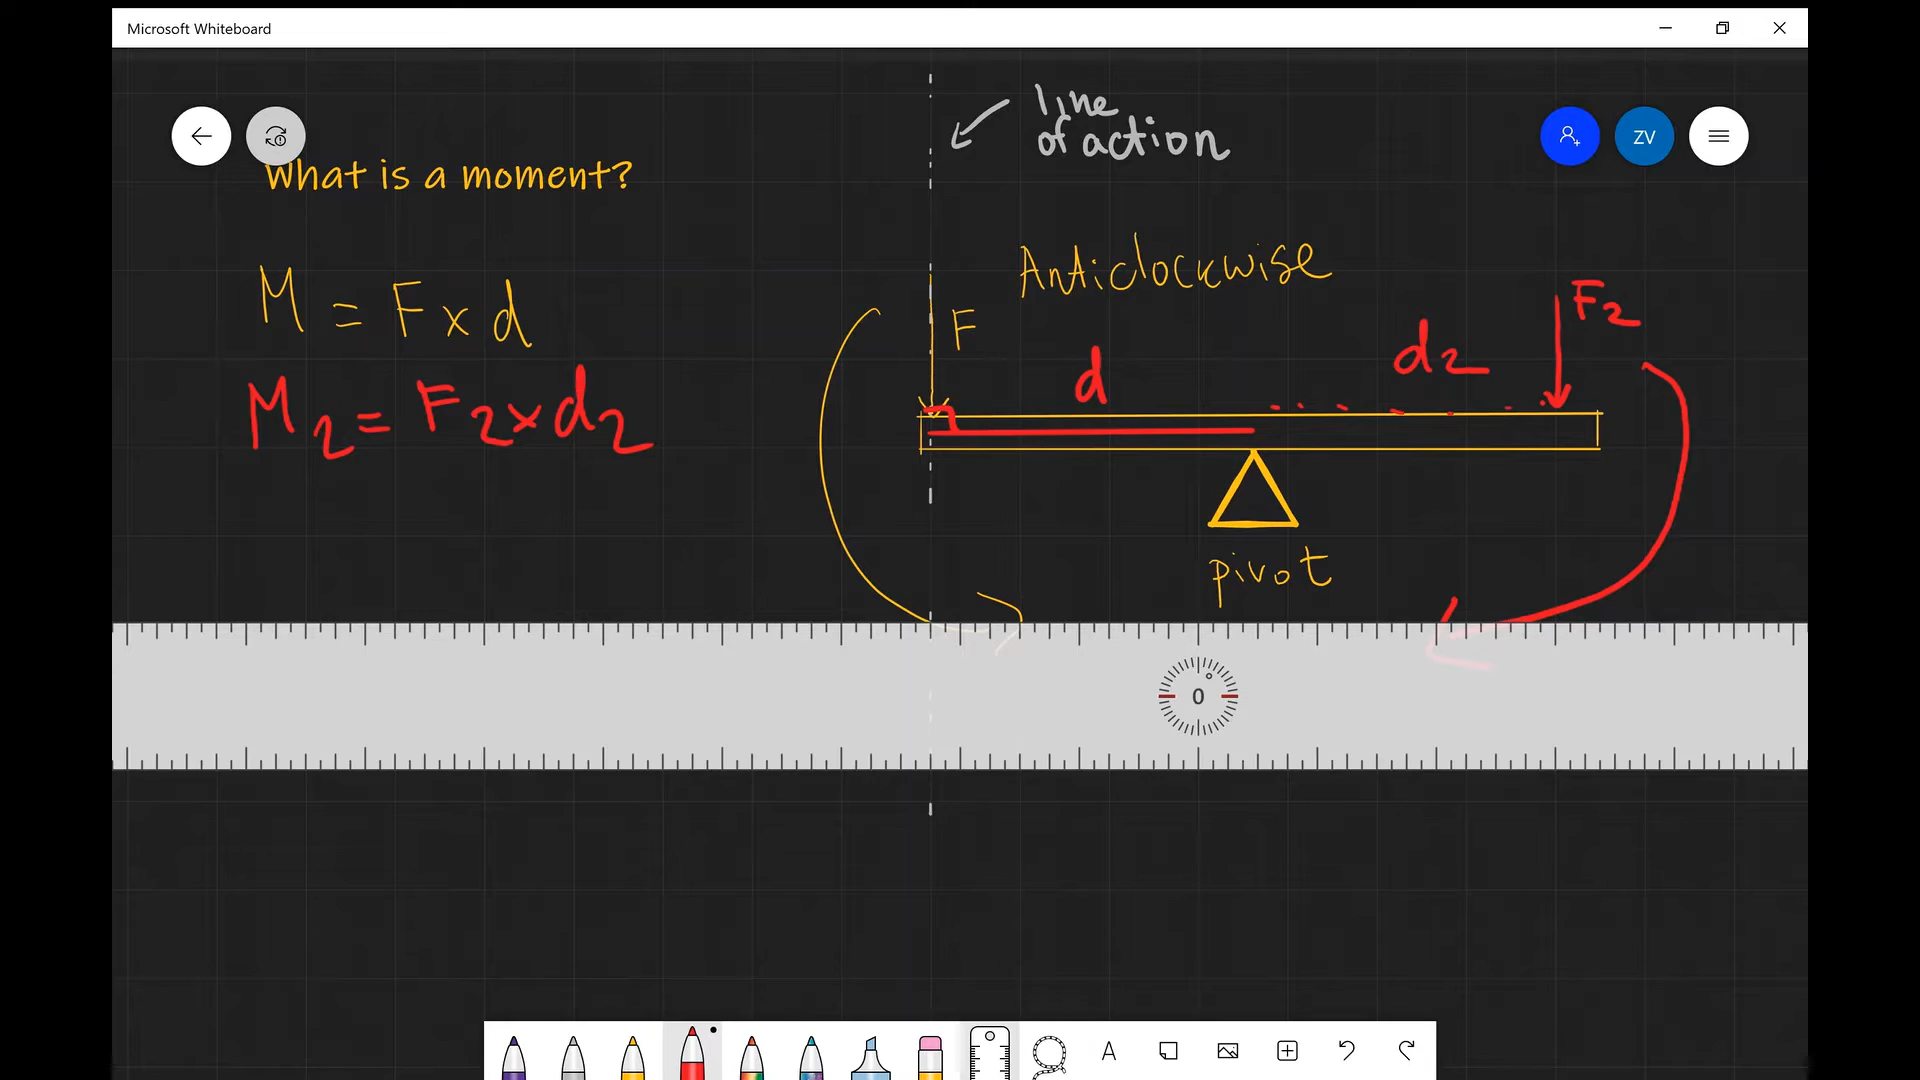 Microsoft Whiteboard
line
of action
ZV
What is a moment?
Anticlockwise
M = F x d
F
F2
d
d2
M2 = F2 x d2
pivot
0°
A